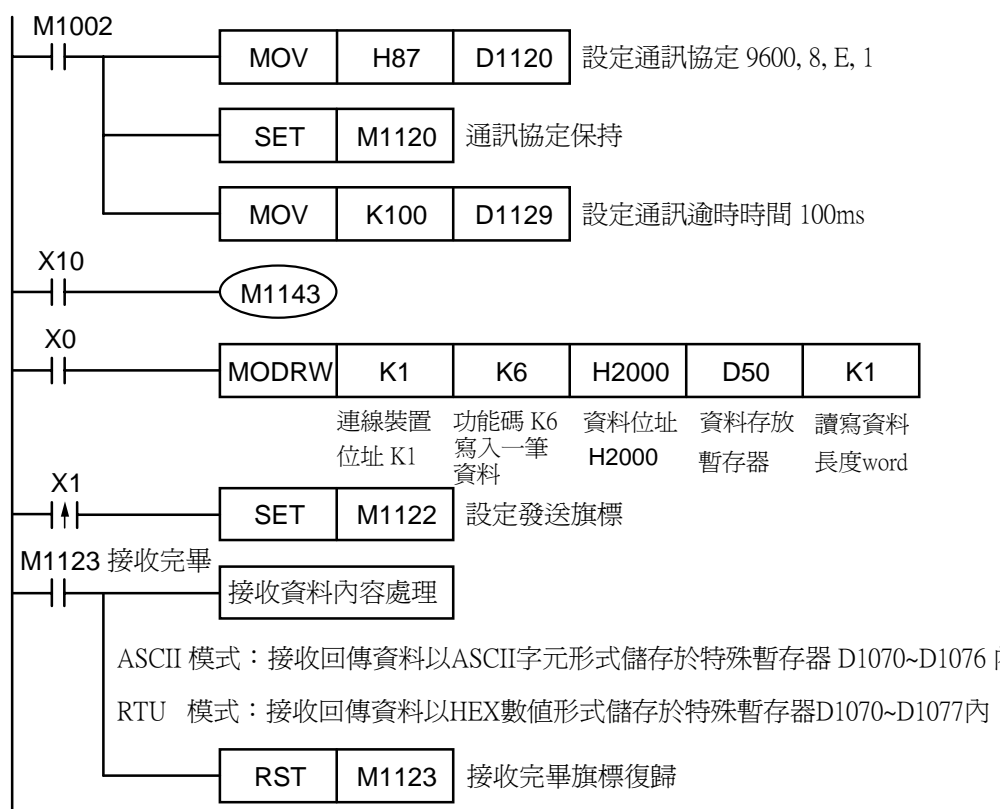 M1002
MOV H87 D1120 設定通訊協定 9600, 8, E, 1
SET M1120 通訊協定保持
MOV K100 D1129 設定通訊逾時時間 100ms
X10
M1143
X0
MODRW K1 K6 H2000 D50 K1
連線裝置 功能碼 K6 資料位址 資料存放 讀寫資料
位址 K1 寫入一筆 H2000 暫存器 長度word
資料
X1
SET M1122 設定發送旗標
M1123 接收完畢
接收資料內容處理
ASCII 模式：接收回傳資料以ASCII字元形式儲存於特殊暫存器 D1070~D1076
RTU 模式：接收回傳資料以HEX數值形式儲存於特殊暫存器D1070~D1077內
RST M1123 接收完畢旗標復歸